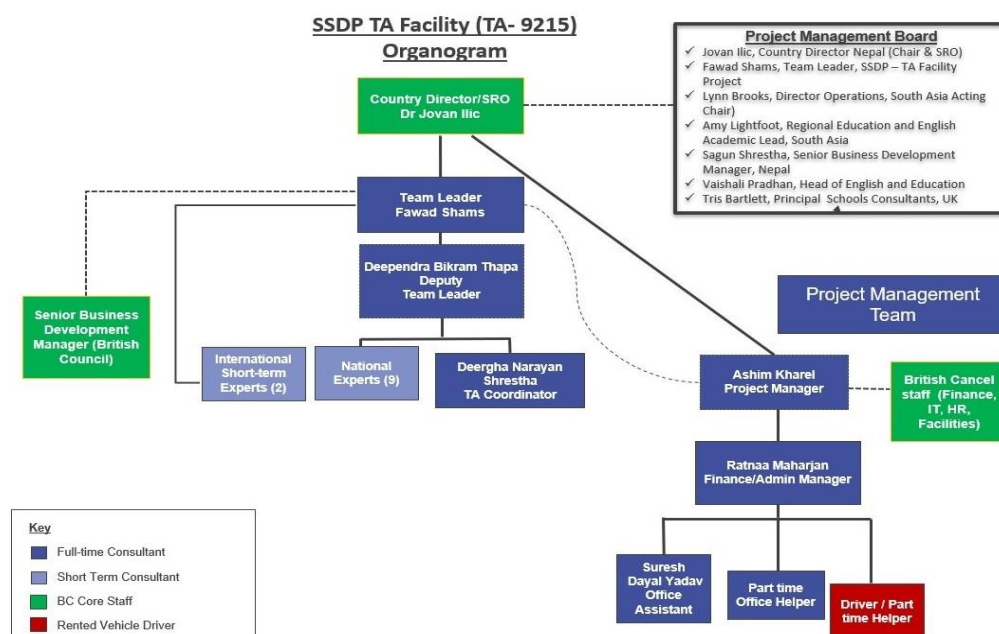 SSDP TA Facility (TA- 9215)
Organogram
Project Management Board
✓ Jovan Ilic, Country Director Nepal (Chair & SRO)
✓ Fawad Shams, Team Leader, SSDP – TA Facility
Project
✓ Lynn Brooks, Director Operations, South Asia Acting
Chair)
✓ Amy Lightfoot, Regional Education and English
Academic Lead, South Asia
✓ Sagun Shrestha, Senior Business Development
Manager, Nepal
✓ Vaishali Pradhan, Head of English and Education
✓ Tris Bartlett, Principal Schools Consultants, UK
Country Director/SRO
Dr Jovan Ilic
Team Leader
Fawad Shams
Deependra Bikram Thapa
Deputy
Team Leader
Senior Business
Development
Manager (British
Council)
International
Short-term
Experts (2)
National
Experts (9)
Deergha Narayan
Shrestha
TA Coordinator
Project Management
Team
Ashim Kharel
Project Manager
British Cancel
staff (Finance,
IT, HR,
Facilities)
Ratnaa Maharjan
Finance/Admin Manager
Suresh
Dayal Yadav
Office
Assistant
Part time
Office Helper
Driver / Part
time Helper
Key
Full-time Consultant
Short Term Consultant
BC Core Staff
Rented Vehicle Driver